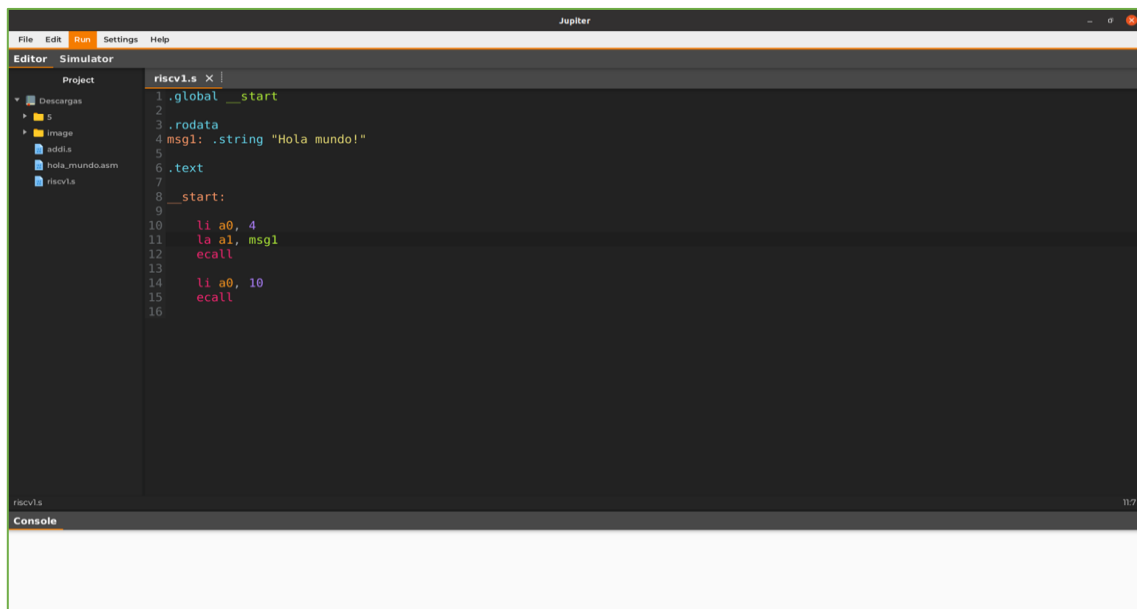 Jupiter
File Edit Run Settings Help
Editor Simulator
Project
Descargas
5
image
addi.s
hola_mundo.asm
riscv1.s
riscv1.s ×
1 .global __start
2
3 .rodata
4 msg1: .string "Hola mundo!"
5
6 .text
7
8 __start:
9
10 li a0, 4
11 la a1, msg1
12 ecall
13
14 li a0, 10
15 ecall
16
riscv1.s 11:7
Console